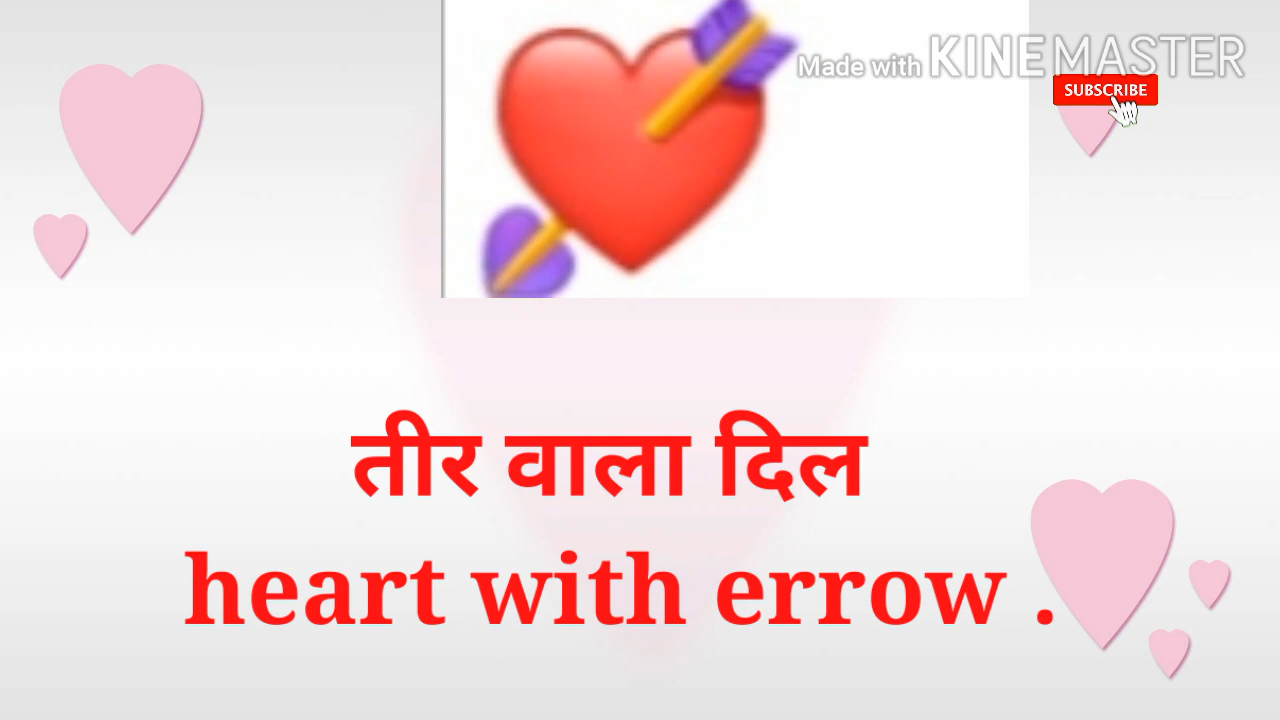 Made with KINEMASTER
SUBSCRIBE
तीर वाला दिल
heart with errow .